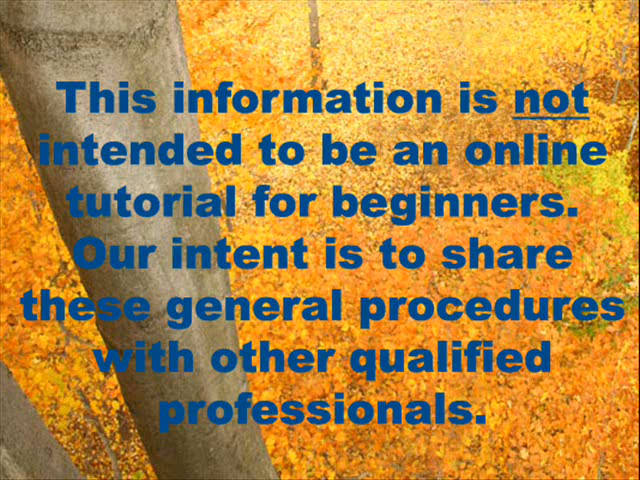 This information is not
intended to be an online
tutorial for beginners.
Our intent is to share
these general procedures
with other qualified
professionals.